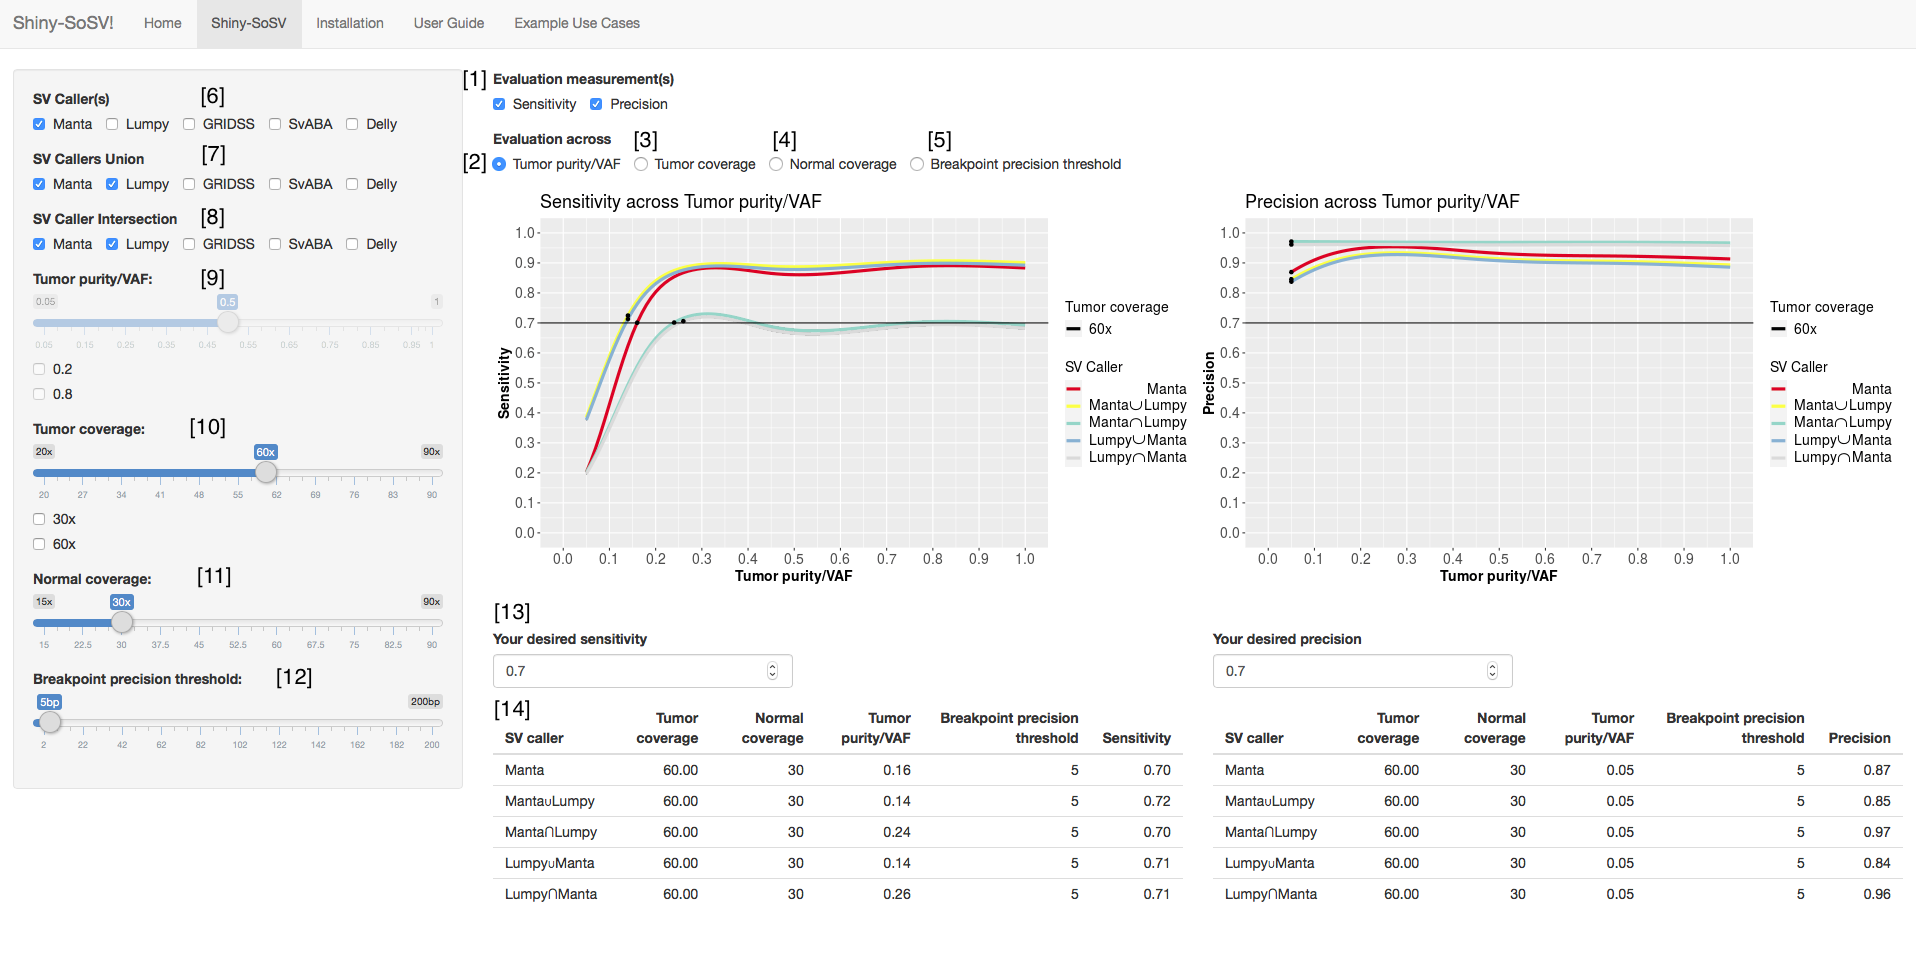 Shiny-SoSV! Home Shiny-SoSV Installation User Guide Example Use Cases
SV Caller(s) [6]
Manta Lumpy GRIDSS SvABA Delly
SV Callers Union [7]
Manta Lumpy GRIDSS SvABA Delly
SV Caller Intersection [8]
Manta Lumpy GRIDSS SvABA Delly
Tumor purity/VAF: [9]
0.05 0.5 1
0.05 0.15 0.25 0.35 0.45 0.55 0.65 0.75 0.85 0.95 1
0.2
0.8
Tumor coverage: [10]
20x 60x 90x
20 27 34 41 48 55 62 69 76 83 90
30x
60x
Normal coverage: [11]
15x 30x 90x
15 22.5 30 37.5 45 52.5 60 67.5 75 82.5 90
Breakpoint precision threshold: [12]
5bp 200bp
2 22 42 62 82 102 122 142 162 182 200
[1] Evaluation measurement(s)
Sensitivity Precision
Evaluation across [3] [4] [5]
[2] Tumor purity/VAF Tumor coverage Normal coverage Breakpoint precision threshold
Sensitivity across Tumor purity/VAF
1.0
0.9
0.8
0.7
0.6
0.5
0.4
0.3
0.2
0.1
0.0
Sensitivity
0.0 0.1 0.2 0.3 0.4 0.5 0.6 0.7 0.8 0.9 1.0
Tumor purity/VAF
Tumor coverage
60x
SV Caller
Manta
Manta∪Lumpy
Manta∩Lumpy
Lumpy∪Manta
Lumpy∩Manta
Precision across Tumor purity/VAF
1.0
0.9
0.8
0.7
0.6
0.5
0.4
0.3
0.2
0.1
0.0
Precision
0.0 0.1 0.2 0.3 0.4 0.5 0.6 0.7 0.8 0.9 1.0
Tumor purity/VAF
Tumor coverage
60x
SV Caller
Manta
Manta∪Lumpy
Manta∩Lumpy
Lumpy∪Manta
Lumpy∩Manta
[13]
Your desired sensitivity
0.7
[14]
Tumor Normal Tumor Breakpoint precision
SV caller coverage coverage purity/VAF threshold Sensitivity
Manta 60.00 30 0.16 5 0.70
Manta∪Lumpy 60.00 30 0.14 5 0.72
Manta∩Lumpy 60.00 30 0.24 5 0.70
Lumpy∪Manta 60.00 30 0.14 5 0.71
Lumpy∩Manta 60.00 30 0.26 5 0.71
Your desired precision
0.7
Tumor Normal Tumor Breakpoint precision
SV caller coverage coverage purity/VAF threshold Precision
Manta 60.00 30 0.05 5 0.87
Manta∪Lumpy 60.00 30 0.05 5 0.85
Manta∩Lumpy 60.00 30 0.05 5 0.97
Lumpy∪Manta 60.00 30 0.05 5 0.84
Lumpy∩Manta 60.00 30 0.05 5 0.96